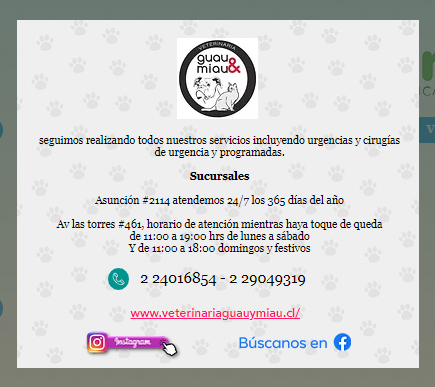 VETERINARIA
guau
miau&
seguimos realizando todos nuestros servicios incluyendo urgencias y cirugías
de urgencia y programadas.
Sucursales
Asunción #2114 atendemos 24/7 los 365 días del año
Av las torres #461, horario de atención mientras haya toque de queda
de 11:00 a 19:00 hrs de lunes a sábado
Y de 11:00 a 18:00 domingos y festivos
2 24016854 - 2 29049319
www.veterinariaguauymiau.cl/
Instagram
Búscanos en